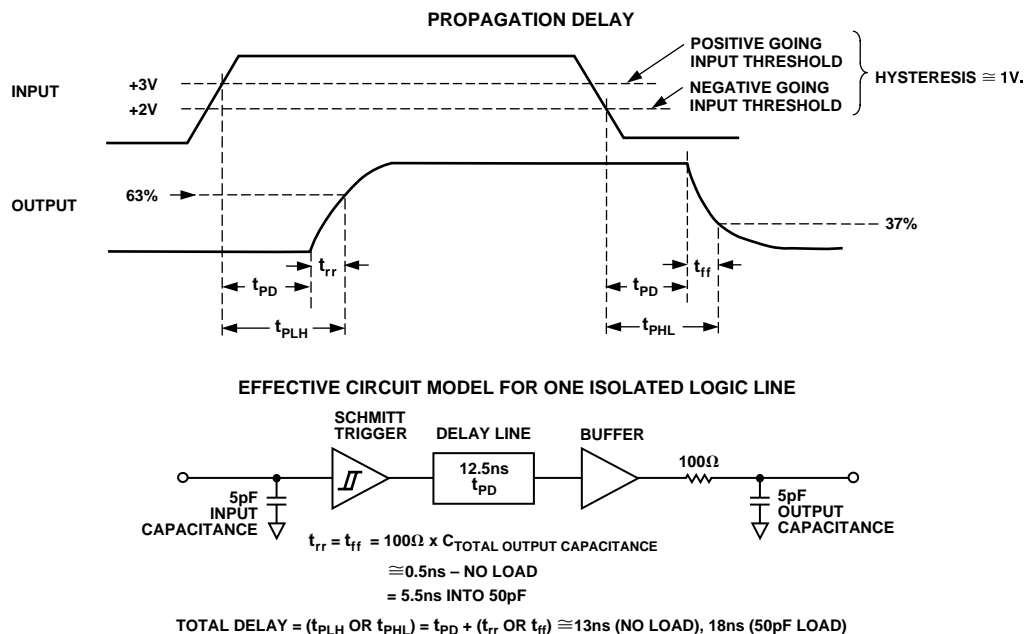 PROPAGATION DELAY
POSITIVE GOING
INPUT THRESHOLD
NEGATIVE GOING
INPUT THRESHOLD
HYSTERESIS ≅ 1V.
INPUT
+3V
+2V
OUTPUT
63%
37%
trr
tff
tPD
tPD
tPLH
tPHL
EFFECTIVE CIRCUIT MODEL FOR ONE ISOLATED LOGIC LINE
SCHMITT
TRIGGER
DELAY LINE
BUFFER
12.5ns
tPD
100Ω
5pF
INPUT
CAPACITANCE
5pF
OUTPUT
CAPACITANCE
trr = tff = 100Ω x CTOTAL OUTPUT CAPACITANCE
≅0.5ns – NO LOAD
= 5.5ns INTO 50pF
TOTAL DELAY = (tPLH OR tPHL) = tPD + (trr OR tff) ≅13ns (NO LOAD), 18ns (50pF LOAD)